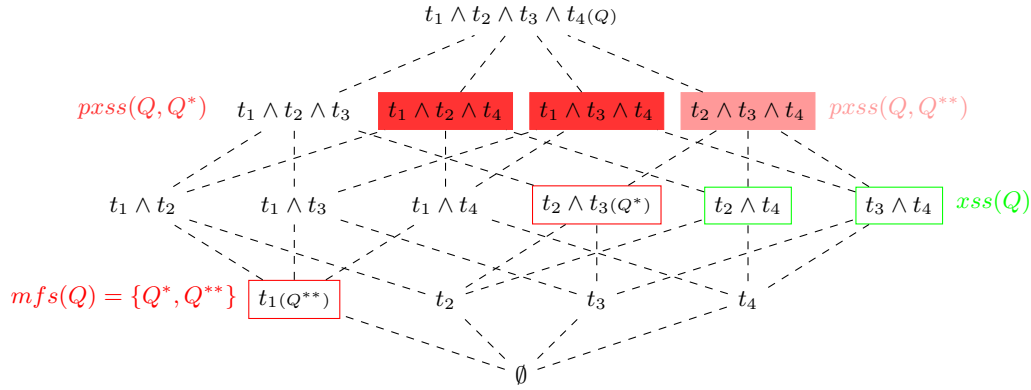 t₁ ∧ t₂ ∧ t₃ ∧ t₄(Q)
pxss(Q, Q*) t₁ ∧ t₂ ∧ t₃ t₁ ∧ t₂ ∧ t₄ t₁ ∧ t₃ ∧ t₄ t₂ ∧ t₃ ∧ t₄ pxss(Q, Q**)
t₁ ∧ t₂ t₁ ∧ t₃ t₁ ∧ t₄ t₂ ∧ t₃(Q*) t₂ ∧ t₄ t₃ ∧ t₄ xss(Q)
mfs(Q) = {Q*, Q**} t₁(Q**) t₂ t₃ t₄
∅